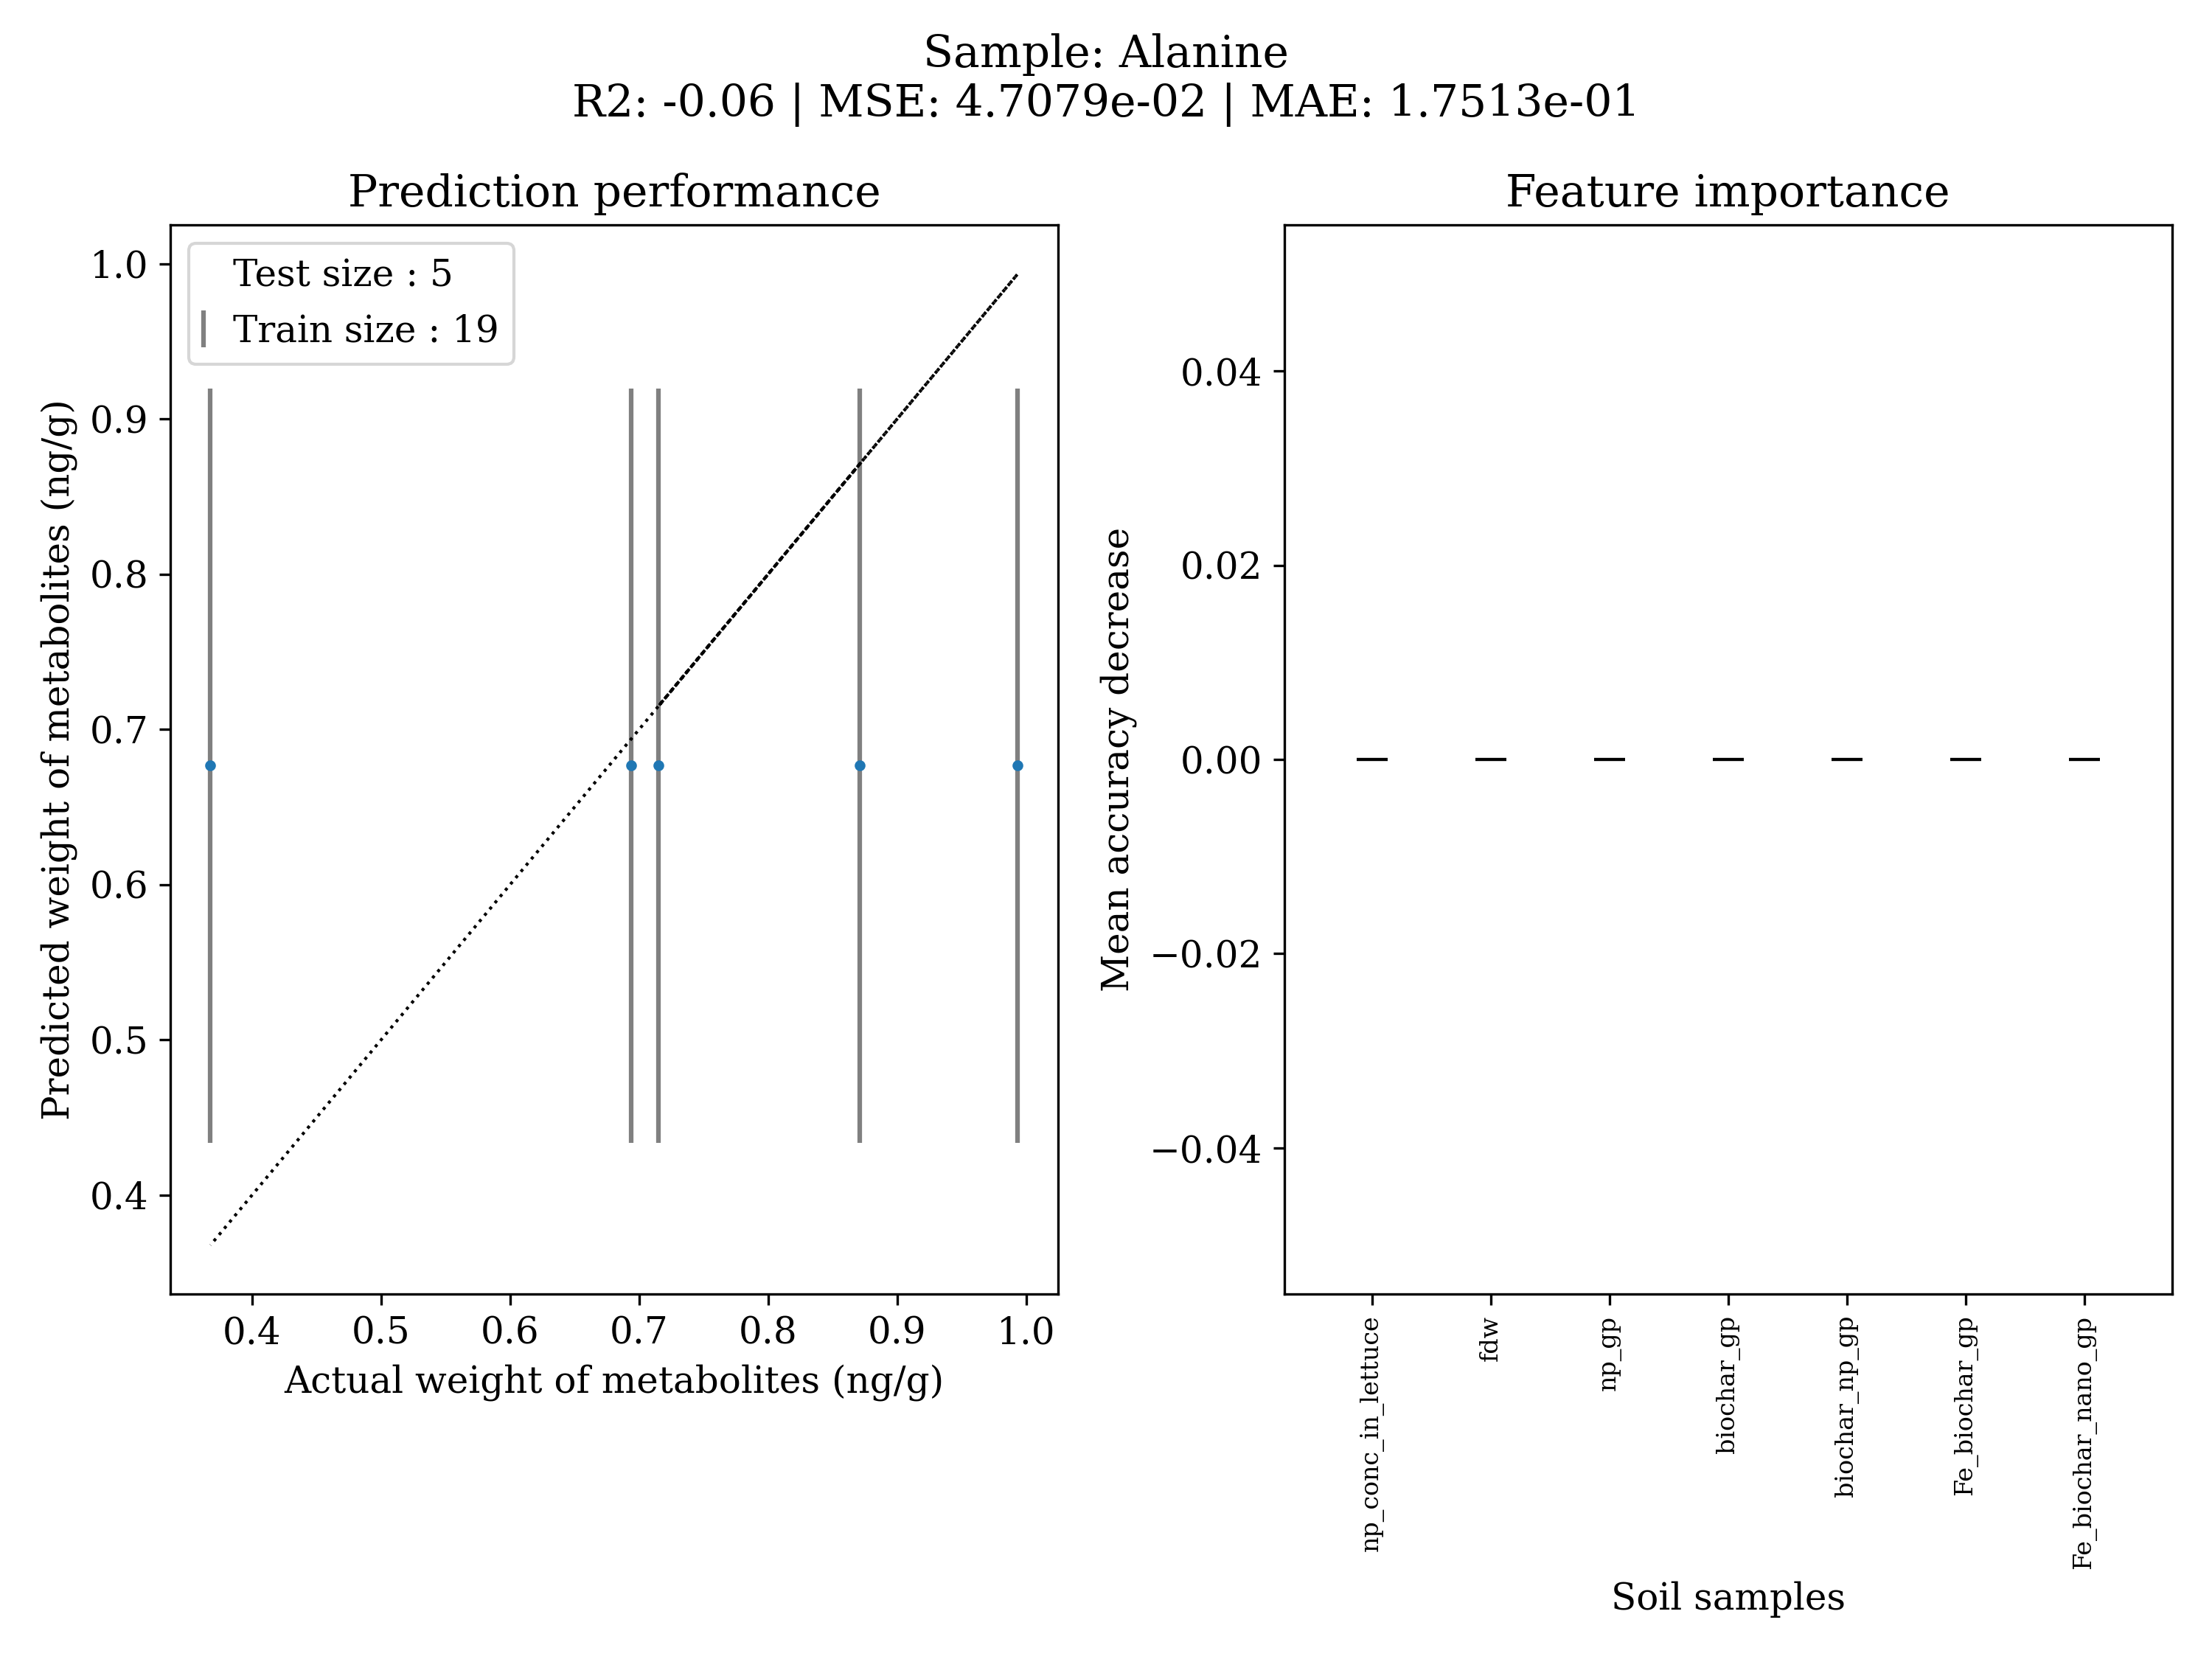 Sample: Alanine
R2: -0.06 | MSE: 4.7079e-02 | MAE: 1.7513e-01
Prediction performance
Test size : 5
Train size : 19
1.0
0.9
0.8
0.7
0.6
0.5
0.4
Predicted weight of metabolites (ng/g)
0.4 0.5 0.6 0.7 0.8 0.9 1.0
Actual weight of metabolites (ng/g)
Feature importance
0.04
0.02
0.00
−0.02
−0.04
Mean accuracy decrease
np_conc_in_lettuce
fdw
np_gp
biochar_gp
biochar_np_gp
Fe_biochar_gp
Fe_biochar_nano_gp
Soil samples